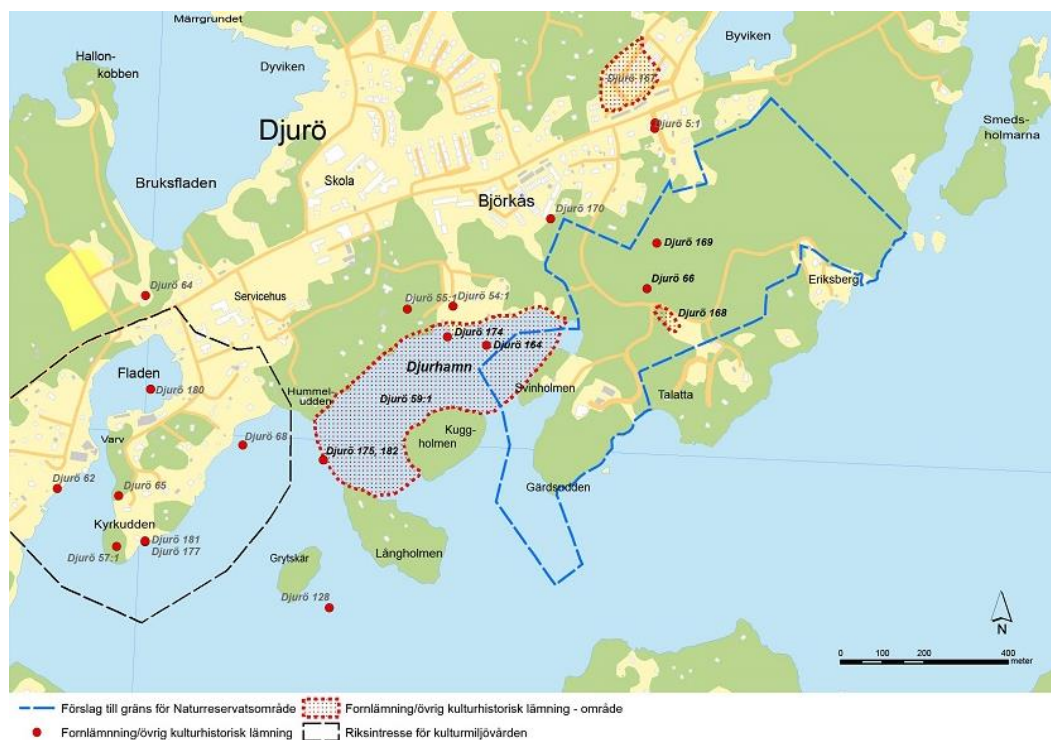 Märrgrundet
Byviken
Hallon-
kobben
Dyviken
Djurö 167
Smeds-
holmarna
Djurö
Djurö 5:1
Skola
Bruksfladen
Björkås
Djurö 170
Djurö 169
Djurö 64
Djurö 66
Eriksberg
Servicehus
Djurö 55:1
Djurö 54:1
Djurö 168
Djurö 174
Djurö 164
Djurhamn
Fladen
Djurö 180
Hummel-
udden
Djurö 59:1
Svinholmen
Talatta
Varv
Djurö 68
Kugg-
holmen
Djurö 175, 182
Djurö 62
Djurö 65
Gärdsudden
Kyrkudden
Djurö 181
Djurö 177
Djurö 57:1
Långholmen
Grytskär
Djurö 128
N
0 200 400
meter
Förslag till gräns för Naturreservatsområde
Fornlämning/övrig kulturhistorisk lämning - område
Fornlämnning/övrig kulturhistorisk lämning
Riksintresse för kulturmiljövården